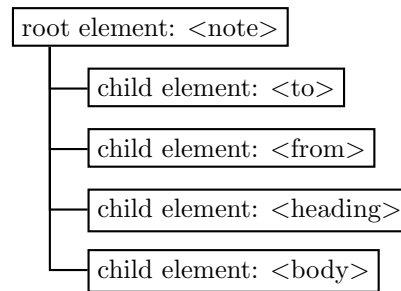 root element: <note>
child element: <to>
child element: <from>
child element: <heading>
child element: <body>